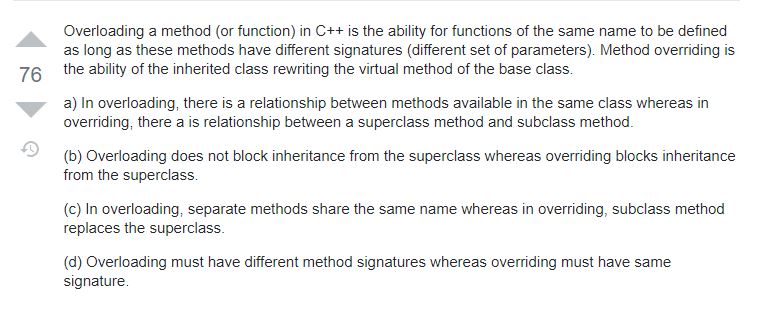 Overloading a method (or function) in C++ is the ability for functions of the same name to be defined
as long as these methods have different signatures (different set of parameters). Method overriding is
the ability of the inherited class rewriting the virtual method of the base class.
76
a) In overloading, there is a relationship between methods available in the same class whereas in
overriding, there a is relationship between a superclass method and subclass method.
(b) Overloading does not block inheritance from the superclass whereas overriding blocks inheritance
from the superclass.
(c) In overloading, separate methods share the same name whereas in overriding, subclass method
replaces the superclass.
(d) Overloading must have different method signatures whereas overriding must have same
signature.